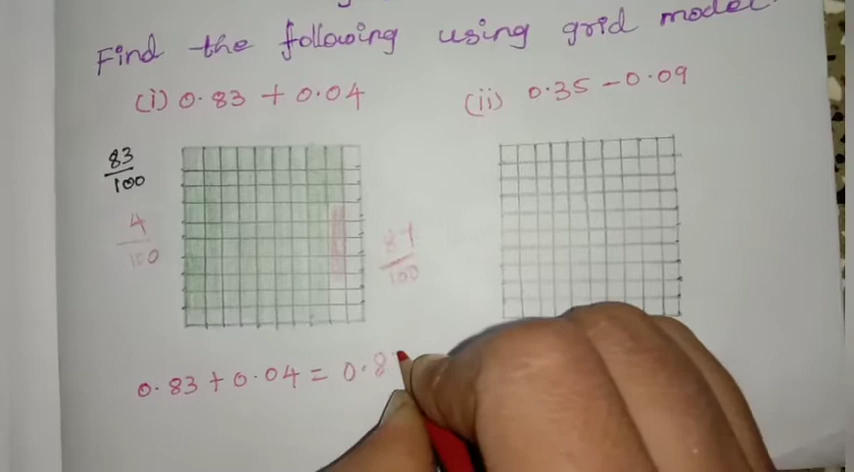 Find the following using grid model.
(i) 0.83 + 0.04
(ii) 0.35 - 0.09
83
100
4
100
87
100
0.83 + 0.04 = 0.8